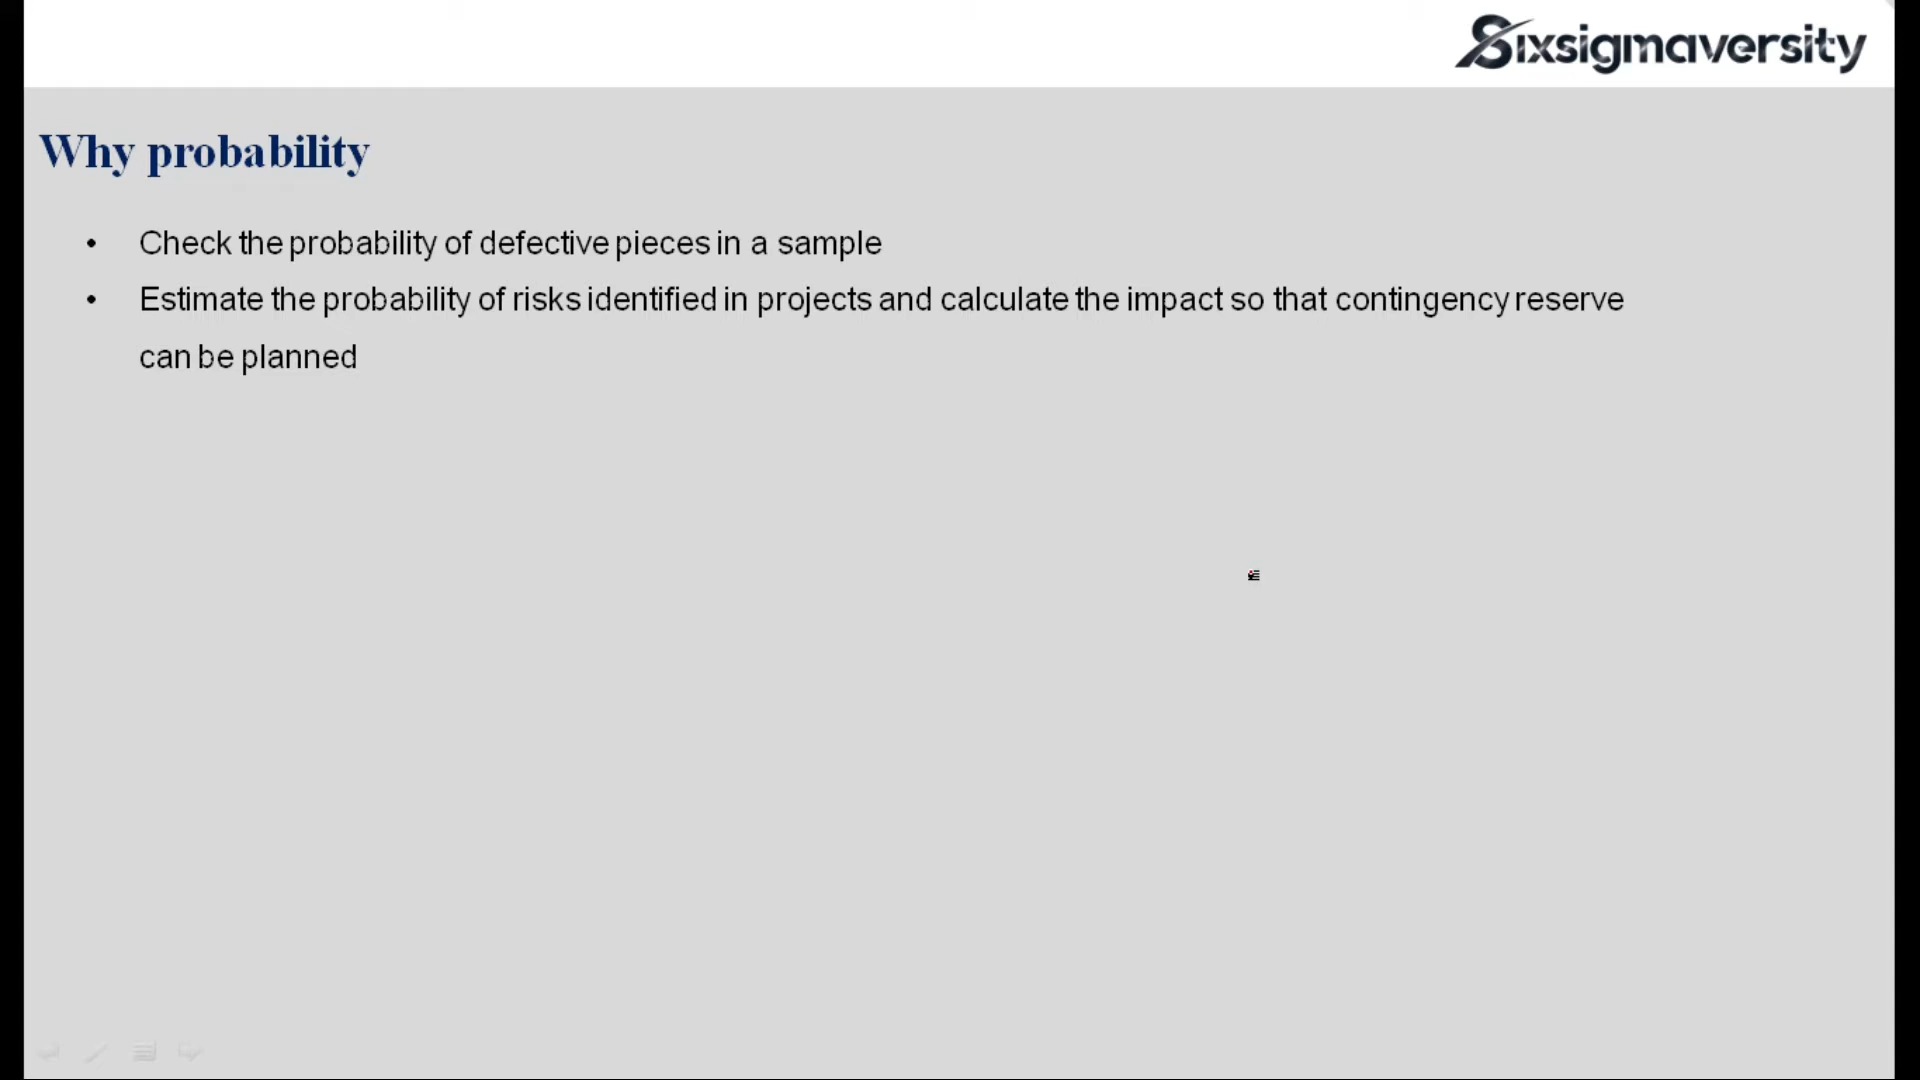 Sixsigmaversity
Why probability
• Check the probability of defective pieces in a sample
• Estimate the probability of risks identified in projects and calculate the impact so that contingency reserve
can be planned